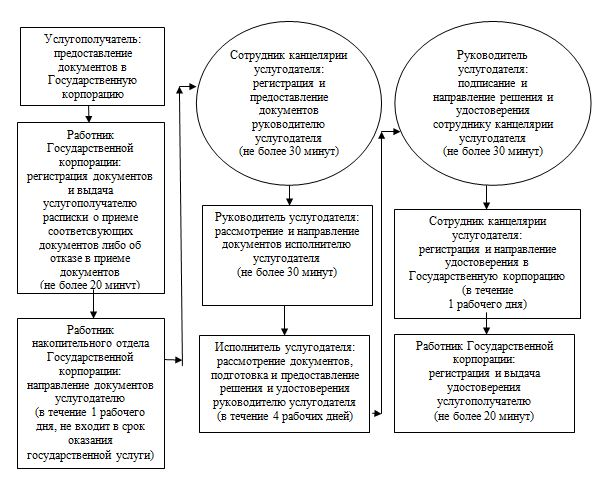 Услугополучатель:
предоставление
документов в
Государственную
корпорацию
Работник
Государственной
корпорации:
регистрация документов
и выдача
услугополучателю
расписки о приеме
соответсвующих
документов либо об
отказе в приеме
документов
(не более 20 минут)
Работник
накопительного отдела
Государственной
корпорации:
направление документов
услугодателю
(в течение 1 рабочего
дня, не входит в срок
оказания
государственной услуги)
Сотрудник канцелярии
услугодателя:
регистрация и
предоставление
документов
руководителю
услугодателя
(не более 30 минут)
Руководитель услугодателя:
рассмотрение и направление
документов исполнителю
услугодателя
(не более 30 минут)
Исполнитель услугодателя:
рассмотрение документов,
подготовка и предоставление
решения и удостоверения
руководителю услугодателя
(в течение 4 рабочих дней)
Руководитель
услугодателя:
подписание и
направление решения и
удостоверения
сотруднику канцелярии
услугодателя
(не более 30 минут)
Сотрудник канцелярии
услугодателя:
регистрация и направление
удостоверения в
Государственную корпорацию
(в течение
1 рабочего дня)
Работник Государственной
корпорации:
регистрация и выдача
удостоверения
услугополучателю
(не более 20 минут)